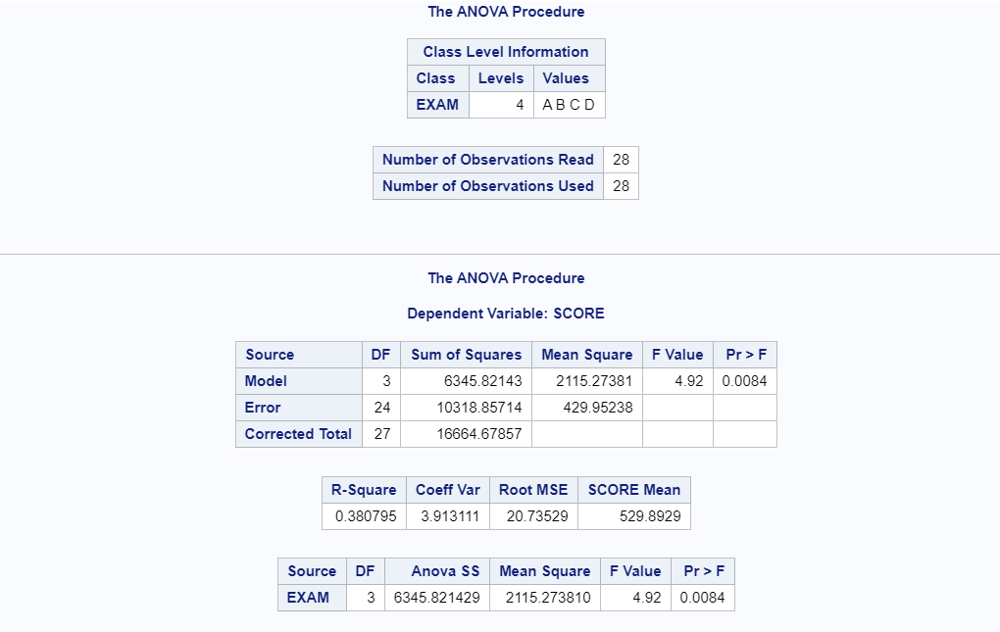 The ANOVA Procedure
Class Level Information
Class Levels Values
EXAM 4 A B C D
Number of Observations Read 28
Number of Observations Used 28
The ANOVA Procedure
Dependent Variable: SCORE
Source DF Sum of Squares Mean Square F Value Pr > F
Model 3 6345.82143 2115.27381 4.92 0.0084
Error 24 10318.85714 429.95238
Corrected Total 27 16664.67857
R-Square Coeff Var Root MSE SCORE Mean
0.380795 3.913111 20.73529 529.8929
Source DF Anova SS Mean Square F Value Pr > F
EXAM 3 6345.821429 2115.273810 4.92 0.0084